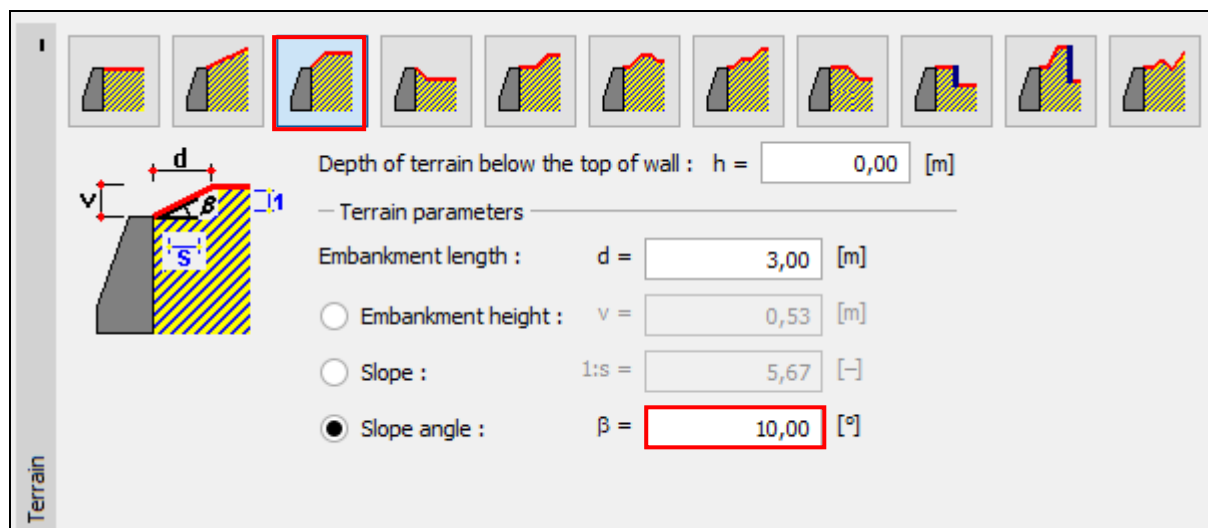 d
v
β
1
s
Depth of terrain below the top of wall : h = 0,00 [m]
Terrain parameters
Embankment length : d = 3,00 [m]
Embankment height : v = 0,53 [m]
Slope : 1:s = 5,67 [–]
Slope angle : β = 10,00 [°]
Terrain